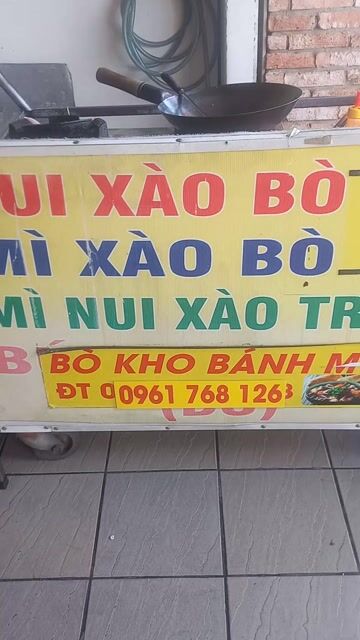 UI XÀO BÒ
MÌ XÀO BÒ
MÌ NUI XÀO TR
B
BÒ KHO BÁNH M
ĐT 0961 768 126